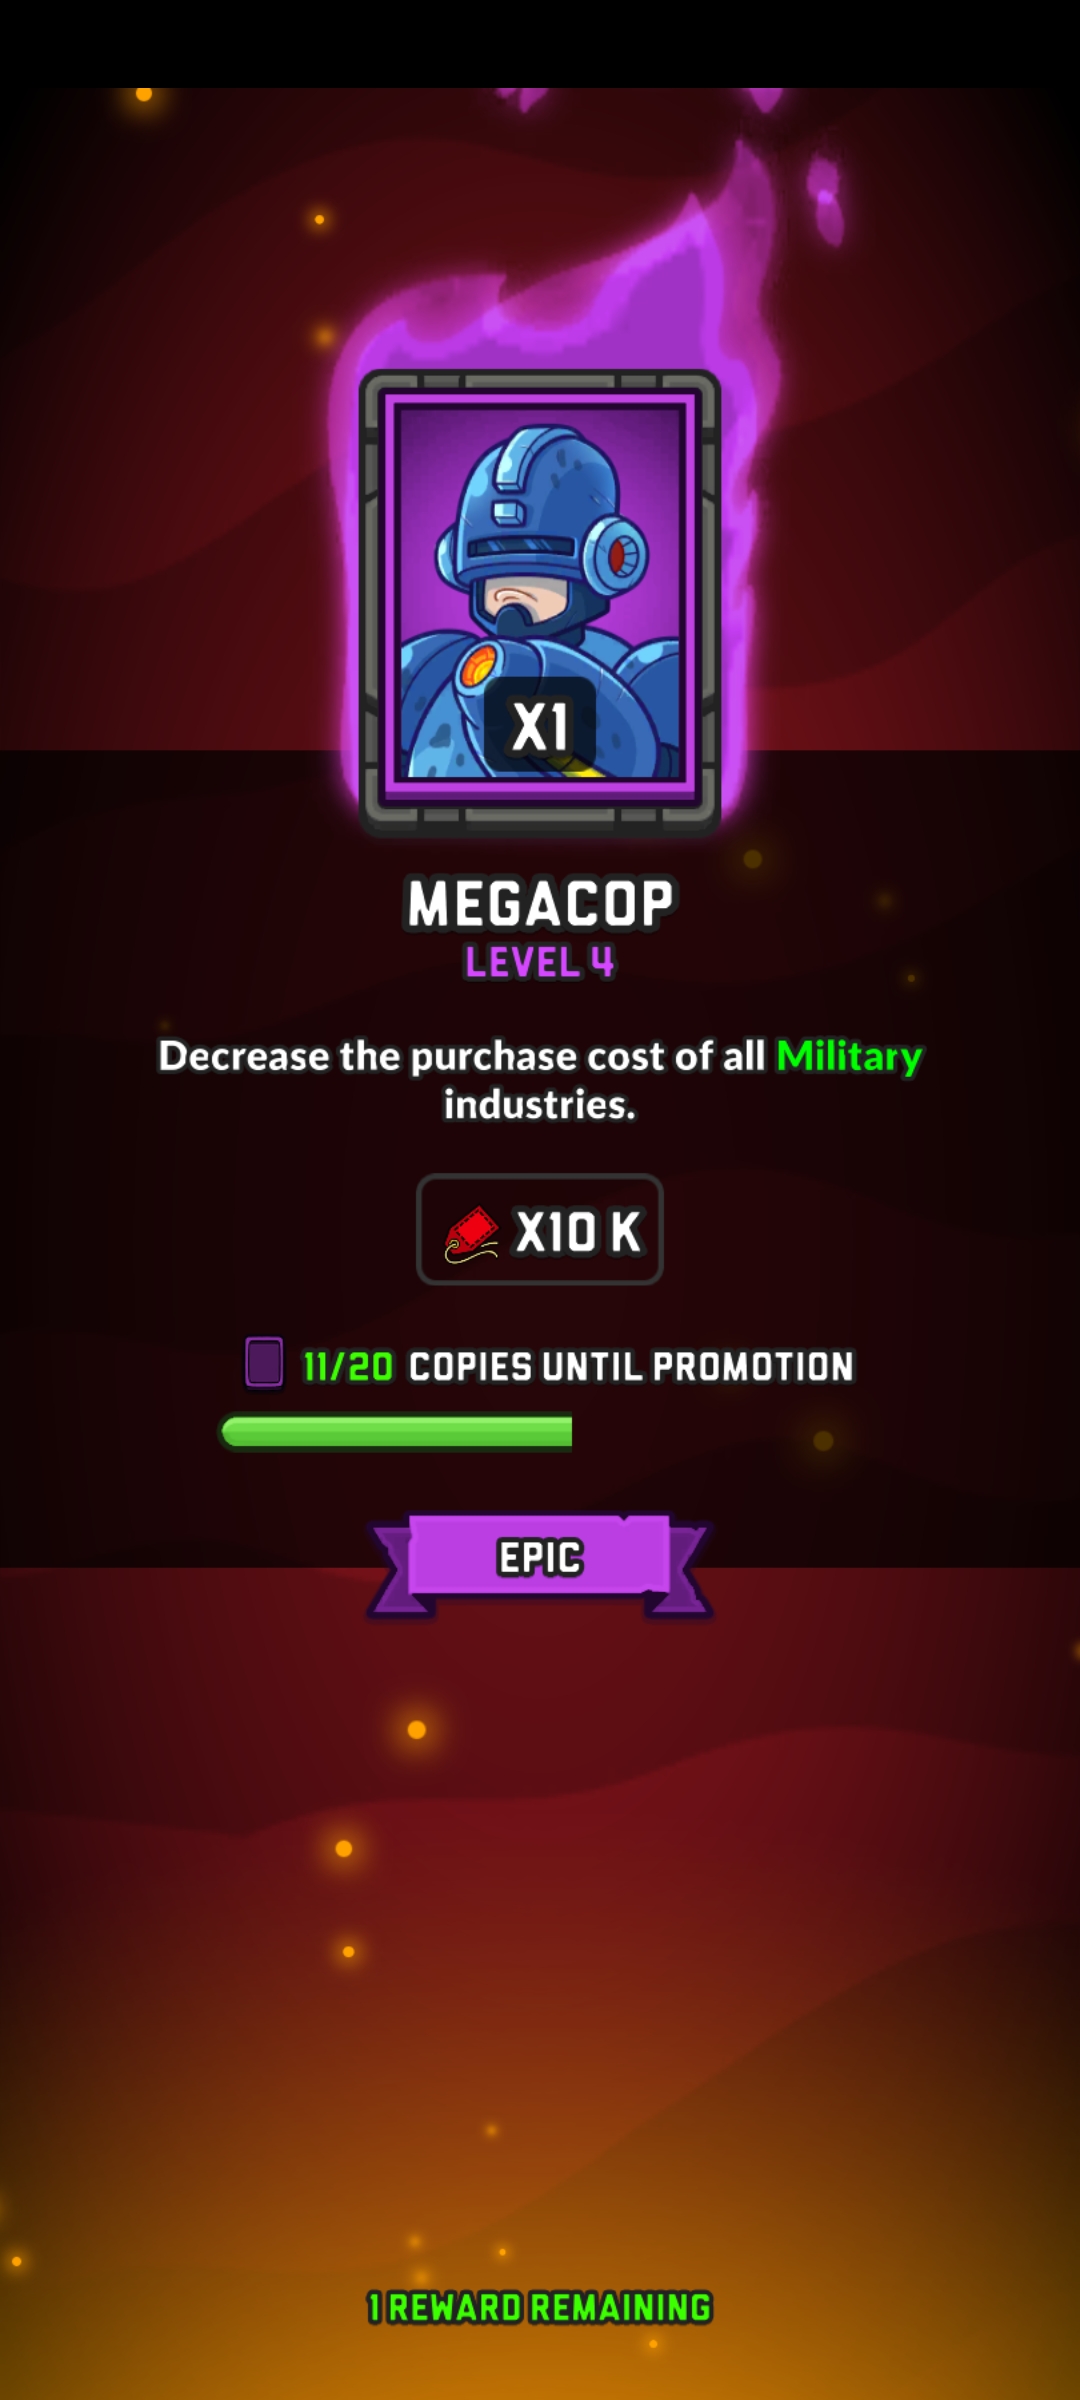 X1
MEGACOP
LEVEL 4
Decrease the purchase cost of all Military
industries.
X10 K
11/20 COPIES UNTIL PROMOTION
EPIC
1 REWARD REMAINING